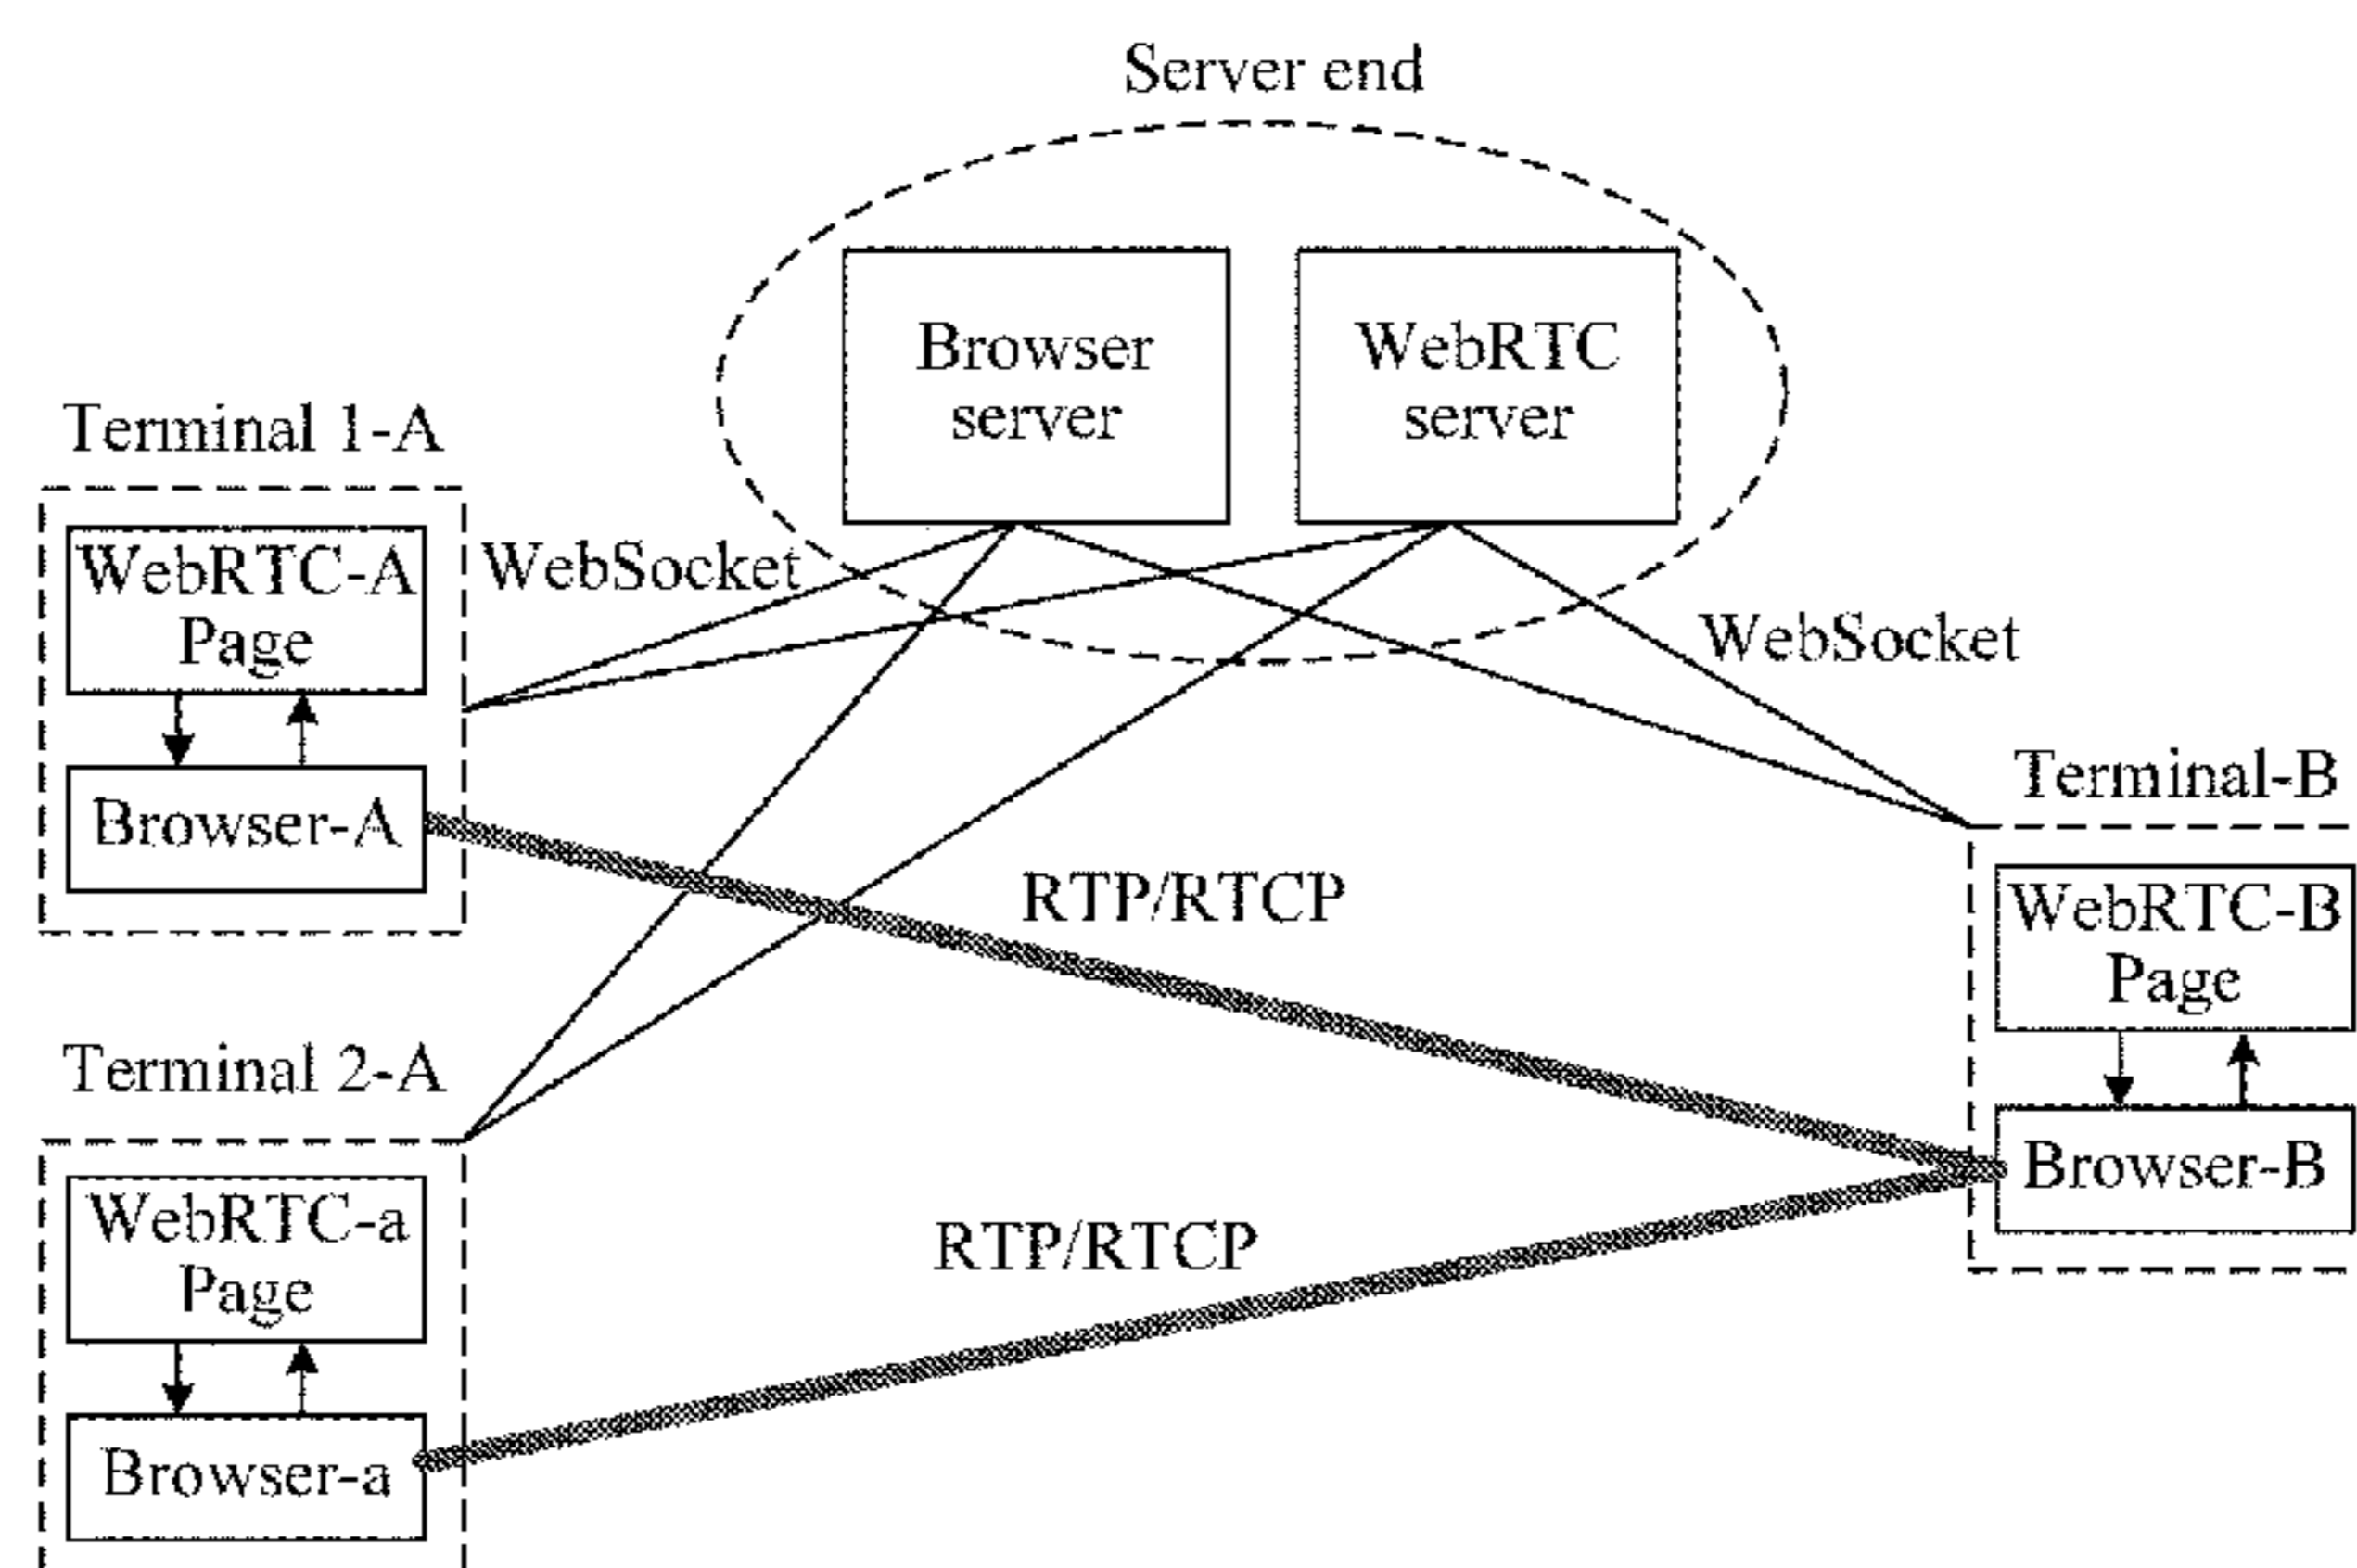 Server end
Browser
server
WebRTC
server
Terminal 1-A
WebRTC-A
Page
Browser-A
WebSocket
WebSocket
Terminal-B
WebRTC-B
Page
Browser-B
RTP/RTCP
Terminal 2-A
WebRTC-a
Page
Browser-a
RTP/RTCP